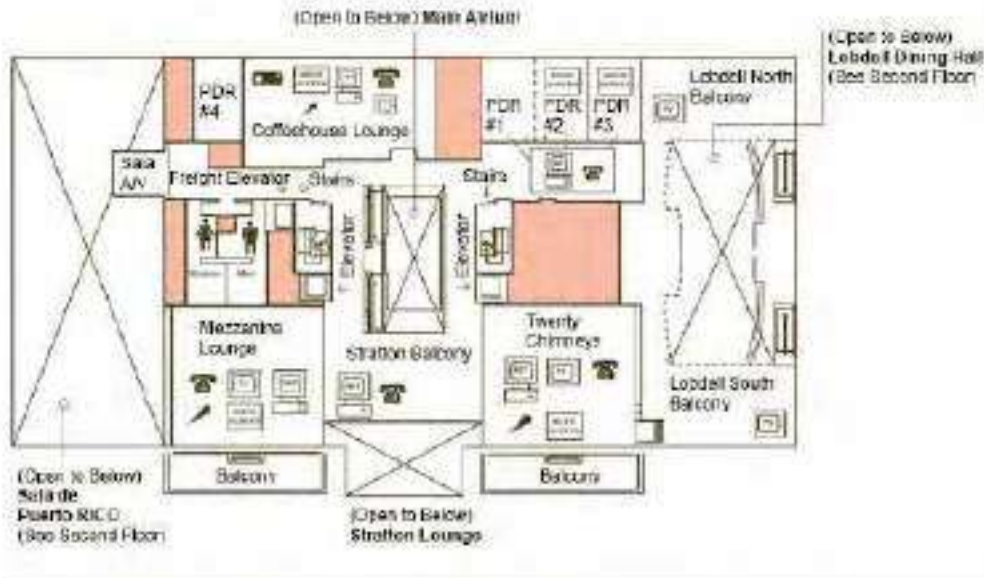 (Open to Below) Main Atrium
(Open to Below)
Lobdell Dining Hall
(See Second Floor)
Lobdell North
Balcony
PDR
#4
Coffeehouse Lounge
PDR
#1
PDR
#2
PDR
#3
Sala
A/V
Freight Elevator
Stairs
Stairs
Elevator
Elevator
Women
Men
Mezzanine
Lounge
Stratton Balcony
Twenty
Chimneys
Lobdell South
Balcony
Balcony
Balcony
(Open to Below)
Sala de
Puerto RICO
(See Second Floor)
(Open to Below)
Stratton Lounge